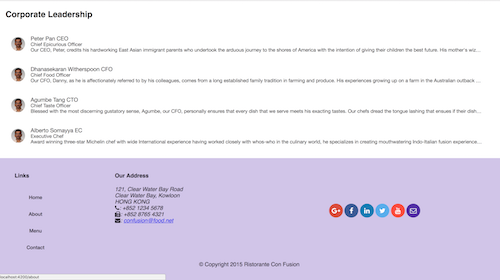 Corporate Leadership
Peter Pan CEO
Chief Epicurious Officer
Our CEO, Peter, credits his hardworking East Asian immigrant parents who undertook the arduous journey to the shores of America with the intention of giving their children the best future. His mother's wiz...
Dhanasekaran Witherspoon CFO
Chief Food Officer
Our CFO, Danny, as he is affectionately referred to by his colleagues, comes from a long established family tradition in farming and produce. His experiences growing up on a farm in the Australian outback ...
Agumbe Tang CTO
Chief Taste Officer
Blessed with the most discerning gustatory sense, Agumbe, our CFO, personally ensures that every dish that we serve meets his exacting tastes. Our chefs dread the tongue lashing that ensues if their dish...
Alberto Somayya EC
Executive Chef
Award winning three-star Michelin chef with wide International experience having worked closely with whos-who in the culinary world, he specializes in creating mouthwatering Indo-Italian fusion experience...
Links
Home
About
Menu
Contact
Our Address
121, Clear Water Bay Road
Clear Water Bay, Kowloon
HONG KONG
: +852 1234 5678
: +852 8765 4321
: confusion@food.net
G+
f
in
© Copyright 2015 Ristorante Con Fusion
localhost:4200/about